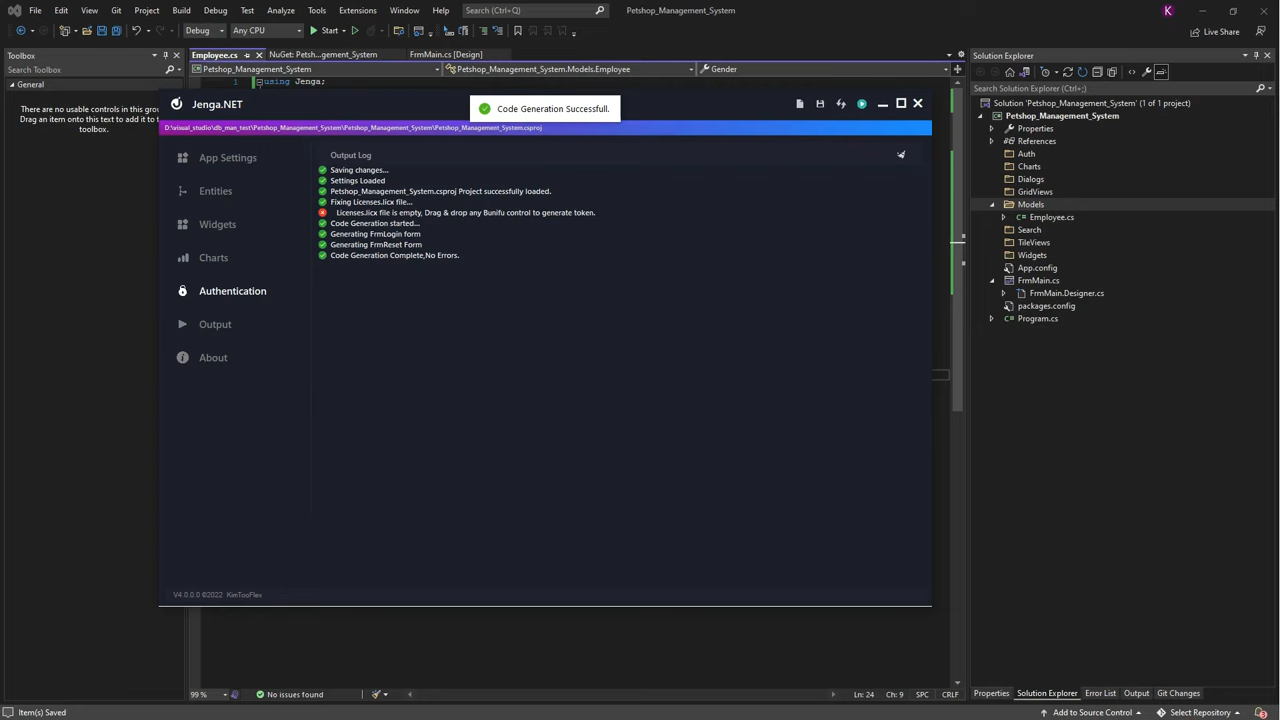 File Edit View Git Project Build Debug Test Analyze Tools Extensions Window Help Search (Ctrl+Q) Petshop_Management_System K
Debug Any CPU Start Live Share
Toolbox
Search Toolbox
General
There are no usable controls in this grou
Drag an item onto this text to add it to t
toolbox.
Employee.cs NuGet: Petsh...gement_System FrmMain.cs [Design]
Petshop_Management_System Petshop_Management_System.Models.Employee Gender
1 using Jenga;
Jenga.NET
Code Generation Successfull.
D:\visual_studio\db_man_test\Petshop_Management_System\Petshop_Management_System\Petshop_Management_System.csproj
App Settings
Entities
Widgets
Charts
Authentication
Output
About
Output Log
Saving changes...
Settings Loaded
Petshop_Management_System.csproj Project successfully loaded.
Fixing Licenses.licx file...
Licenses.licx file is empty, Drag & drop any Bunifu control to generate token.
Code Generation started...
Generating FrmLogin form
Generating FrmReset Form
Code Generation Complete,No Errors.
V4.0.0.0 ©2022 KimTooFlex
Solution Explorer
Search Solution Explorer (Ctrl+;)
Solution 'Petshop_Management_System' (1 of 1 project)
Petshop_Management_System
Properties
References
Auth
Charts
Dialogs
GridViews
Models
Employee.cs
Search
TileViews
Widgets
App.config
FrmMain.cs
FrmMain.Designer.cs
packages.config
Program.cs
99 % No issues found Ln: 24 Ch: 9 SPC CRLF
Properties Solution Explorer Error List Output Git Changes
Item(s) Saved Add to Source Control Select Repository 3